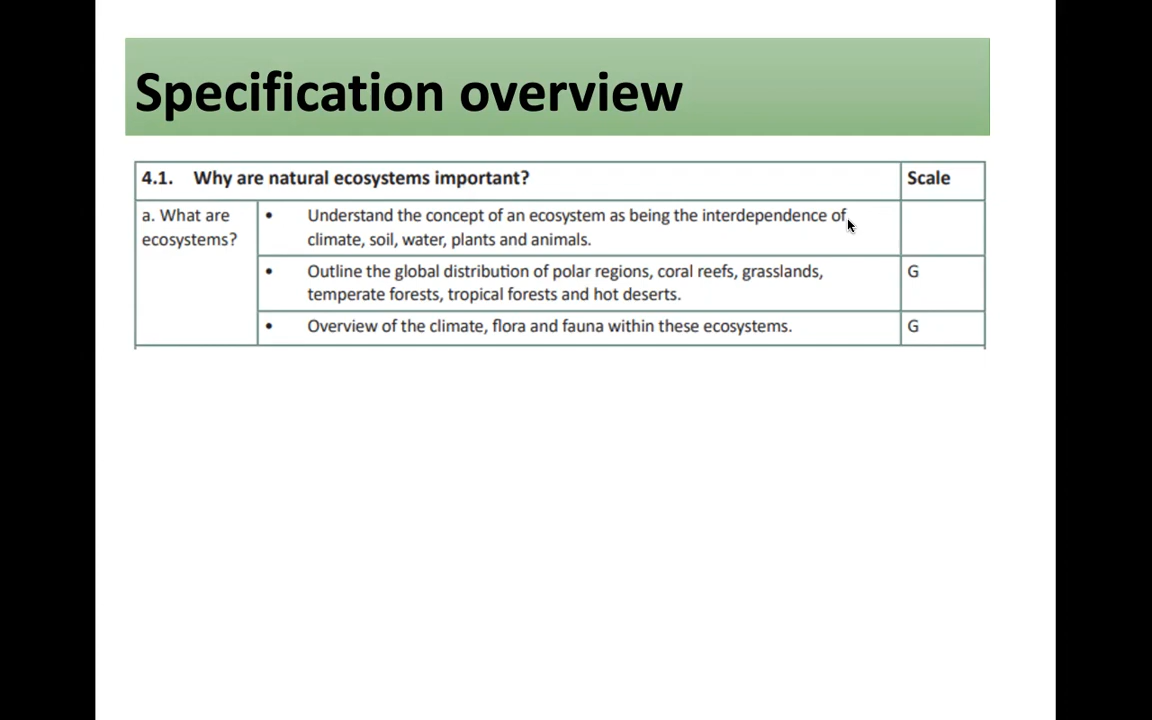 Specification overview
4.1. Why are natural ecosystems important? Scale
a. What are
ecosystems?
• Understand the concept of an ecosystem as being the interdependence of
climate, soil, water, plants and animals.
• Outline the global distribution of polar regions, coral reefs, grasslands, G
temperate forests, tropical forests and hot deserts.
• Overview of the climate, flora and fauna within these ecosystems. G